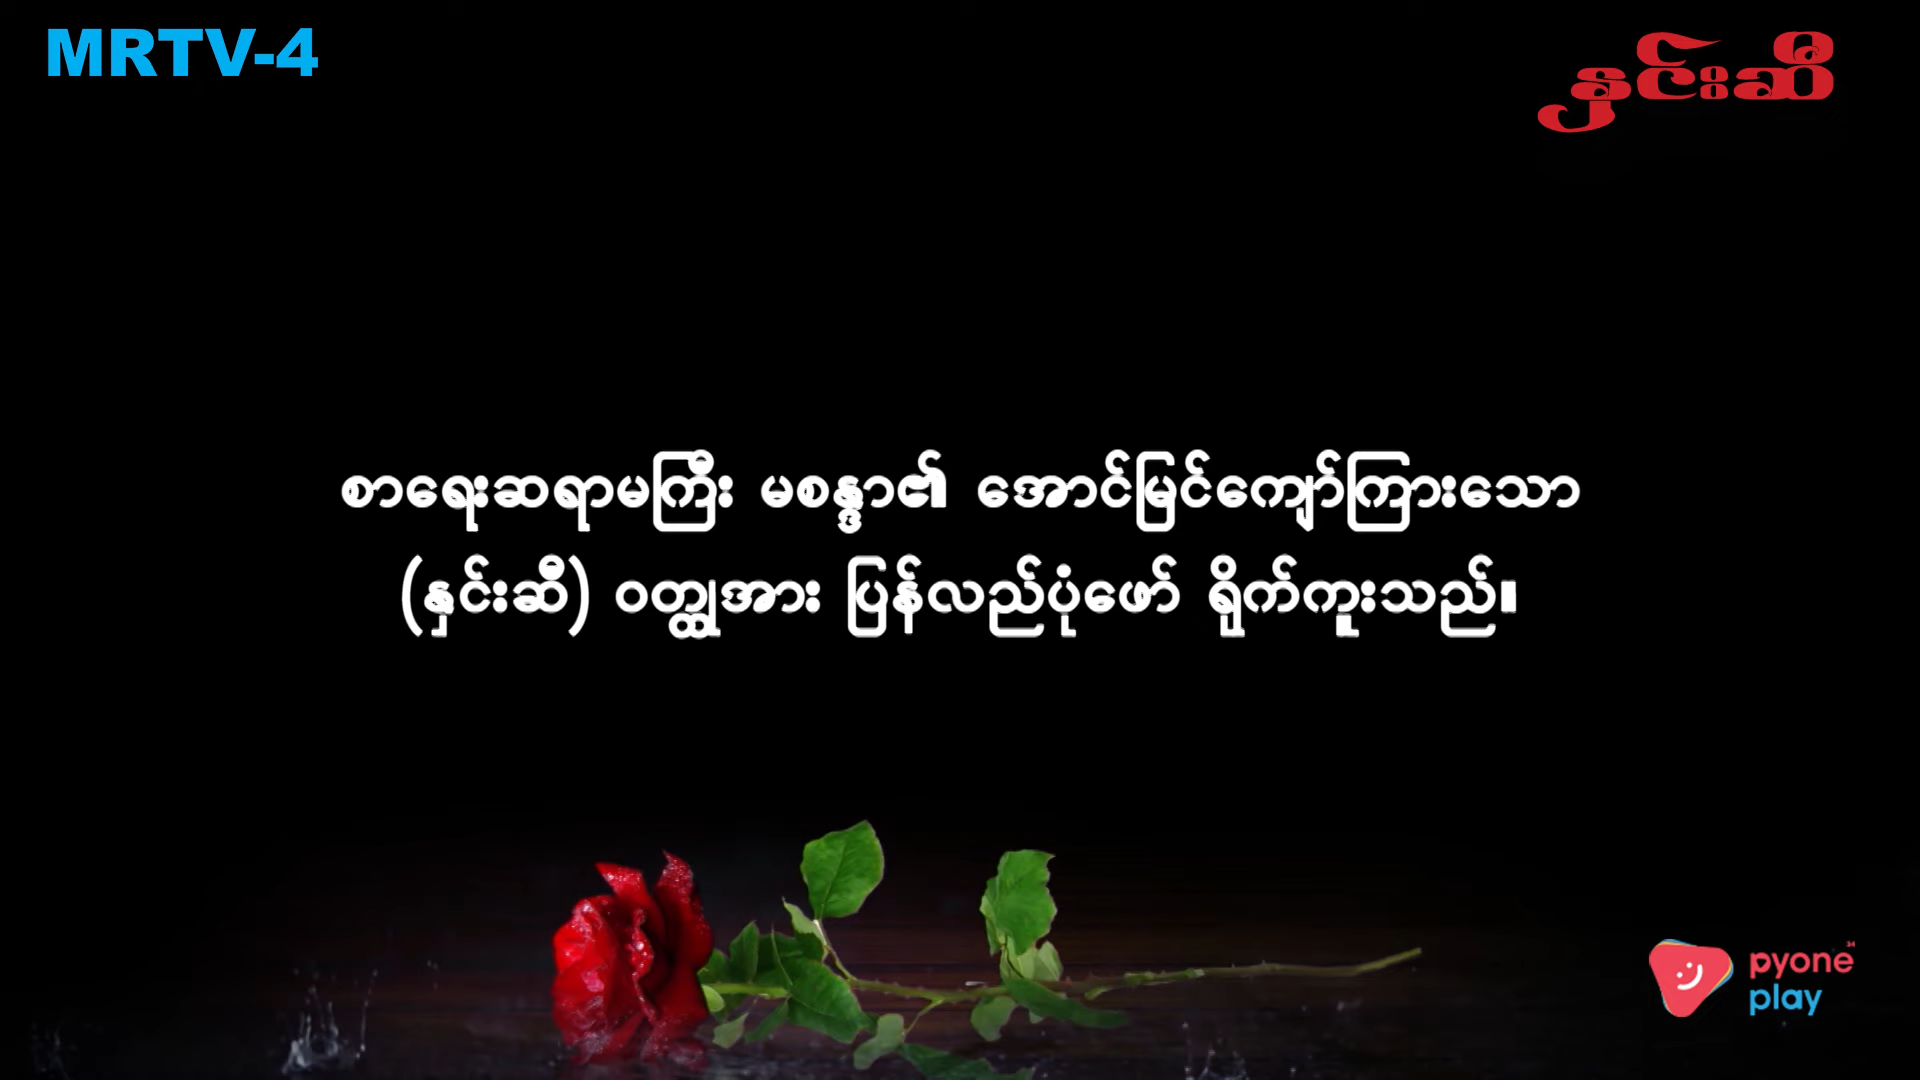 MRTV-4
နှင်းဆီ
စာရေးဆရာမကြီး မစန္ဒာ၏ အောင်မြင်ကျော်ကြားသော
(နှင်းဆီ) ဝတ္ထုအား ပြန်လည်ပုံဖော် ရိုက်ကူးသည်။
pyone
play